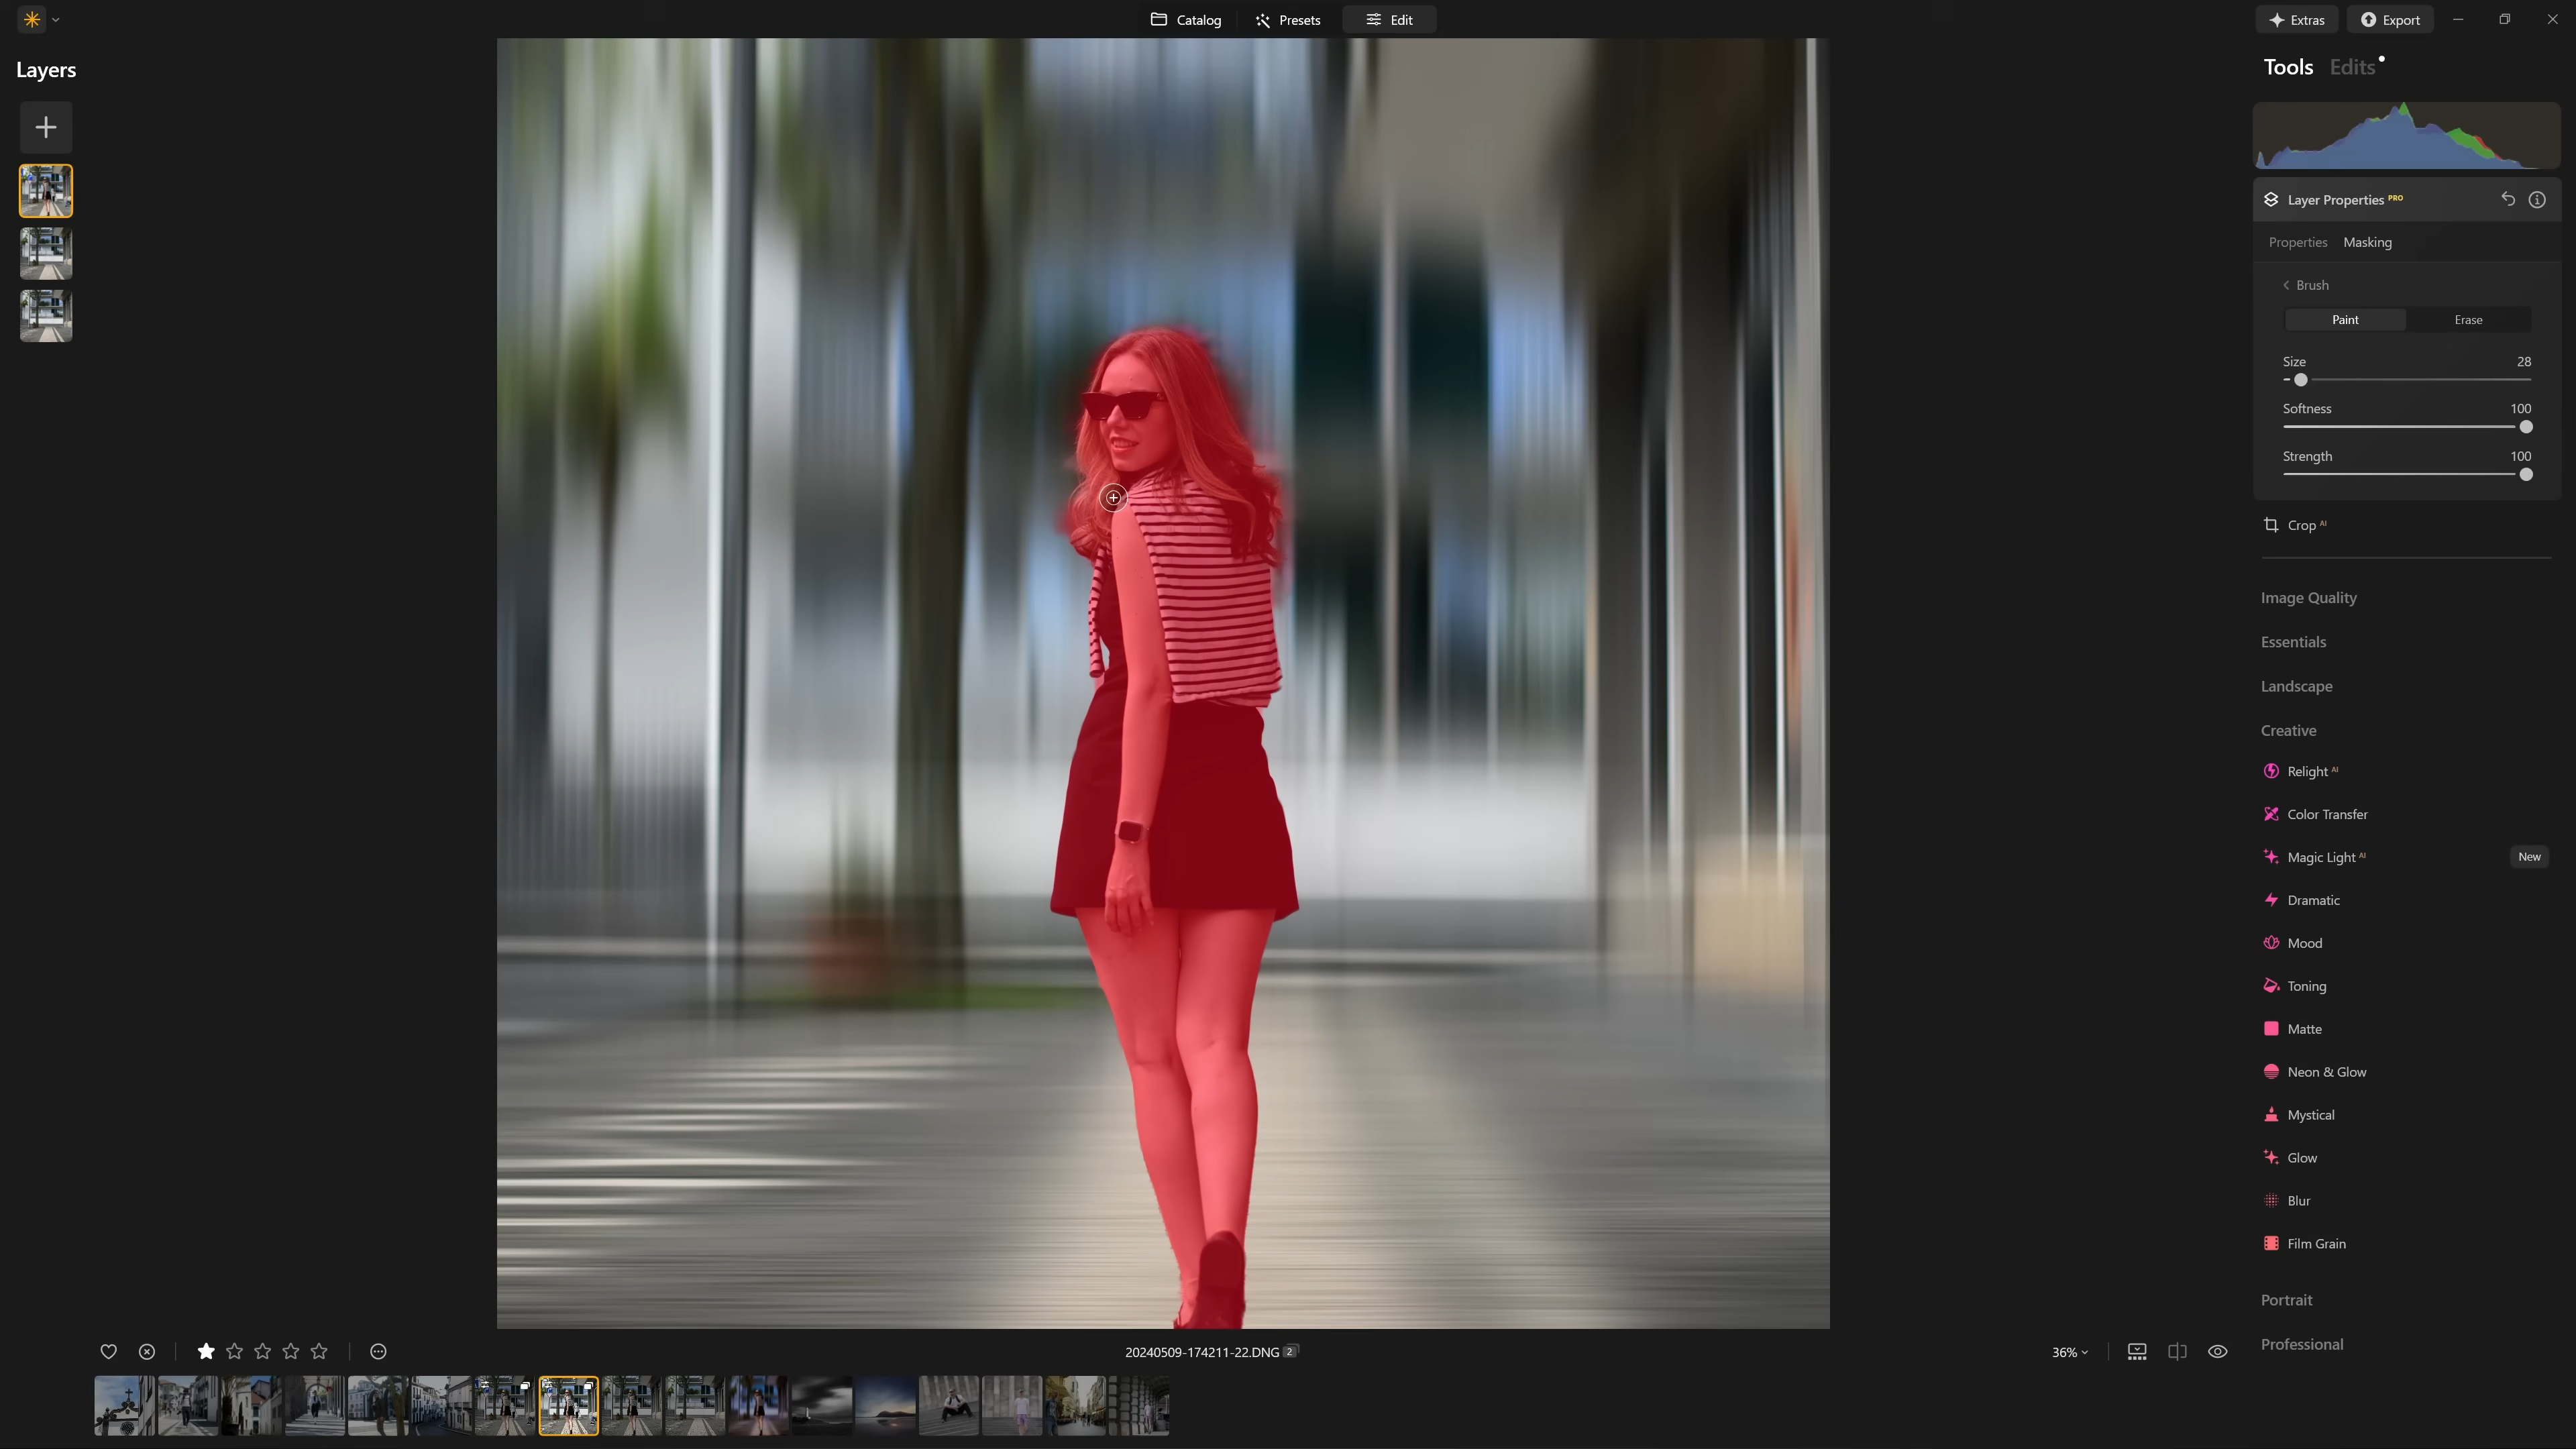 Catalog
Presets
Edit
Extras
Export
Layers
Tools
Edits
Layer Properties PRO
Properties
Masking
Brush
Paint
Erase
Size
28
Softness
100
Strength
100
Crop AI
Image Quality
Essentials
Landscape
Creative
Relight AI
Color Transfer
Magic Light AI
New
Dramatic
Mood
Toning
Matte
Neon & Glow
Mystical
Glow
Blur
Film Grain
Portrait
Professional
20240509-174211-22.DNG 2
36%